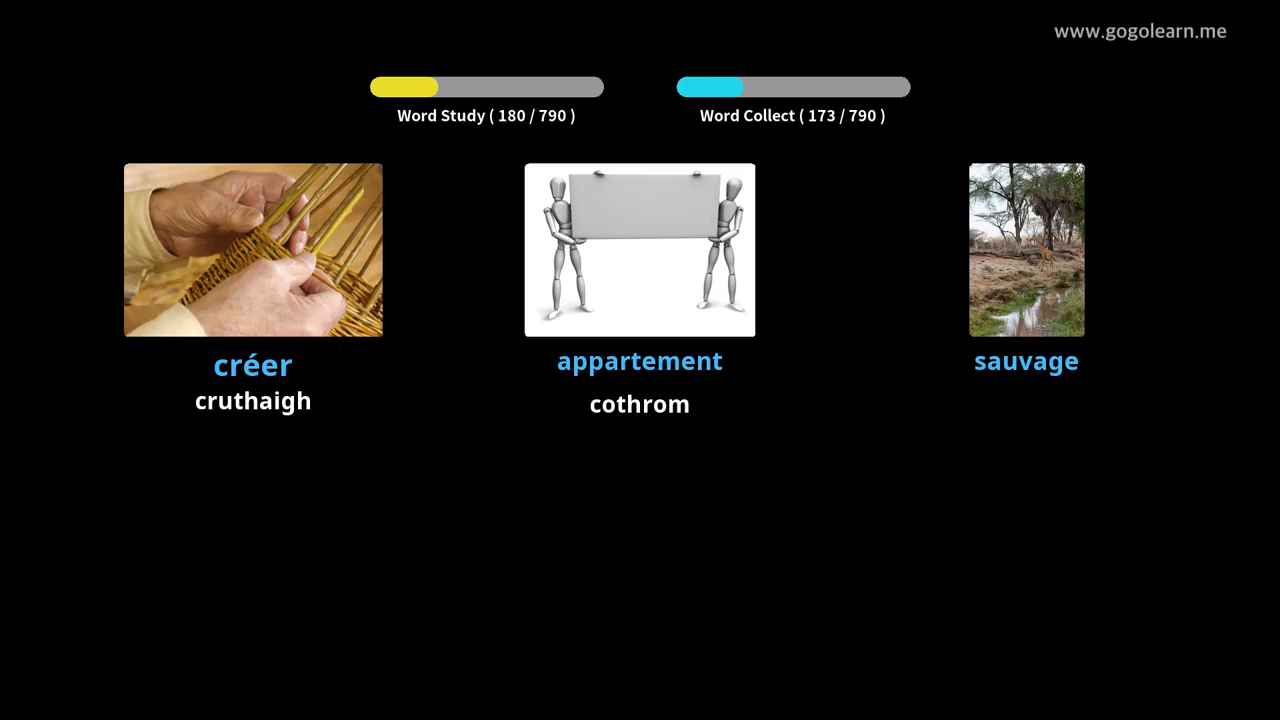 www.gogolearn.me
Word Study ( 180 / 790 )
Word Collect ( 173 / 790 )
créer
cruthaigh
appartement
cothrom
sauvage